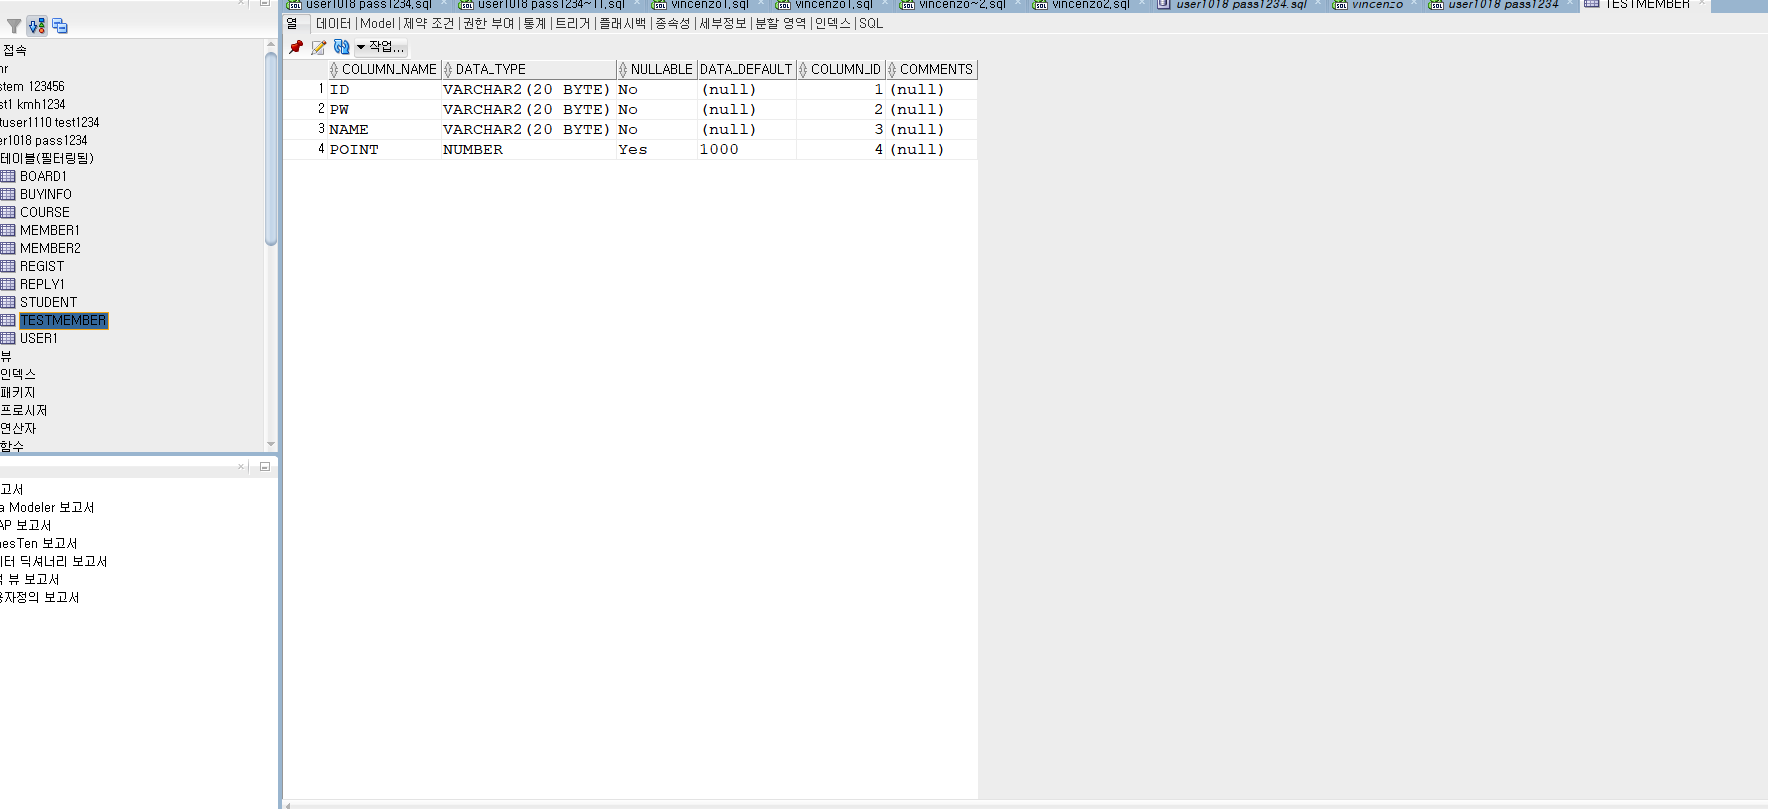 user1018 pass1234.sql
user1018 pass1234~11.sql
vincenzo1.sql
vincenzo1.sql
vincenzo~2.sql
vincenzo2.sql
user1018 pass1234.sql
vincenzo
user1018 pass1234
TESTMEMBER
열 데이터 | Model | 제약 조건 | 권한 부여 | 통계 | 트리거 | 플래시백 | 종속성 | 세부정보 | 분할 영역 | 인덱스 | SQL
작업...
COLUMN_NAME DATA_TYPE NULLABLE DATA_DEFAULT COLUMN_ID COMMENTS
1 ID VARCHAR2(20 BYTE) No (null) 1 (null)
2 PW VARCHAR2(20 BYTE) No (null) 2 (null)
3 NAME VARCHAR2(20 BYTE) No (null) 3 (null)
4 POINT NUMBER Yes 1000 4 (null)
접속
stem 123456
st1 kmh1234
tuser1110 test1234
er1018 pass1234
테이블(필터링됨)
BOARD1
BUYINFO
COURSE
MEMBER1
MEMBER2
REGIST
REPLY1
STUDENT
TESTMEMBER
USER1
뷰
인덱스
패키지
프로시저
연산자
함수
고서
a Modeler 보고서
AP 보고서
nesTen 보고서
터 딕셔너리 보고서
뷰 보고서
용자정의 보고서